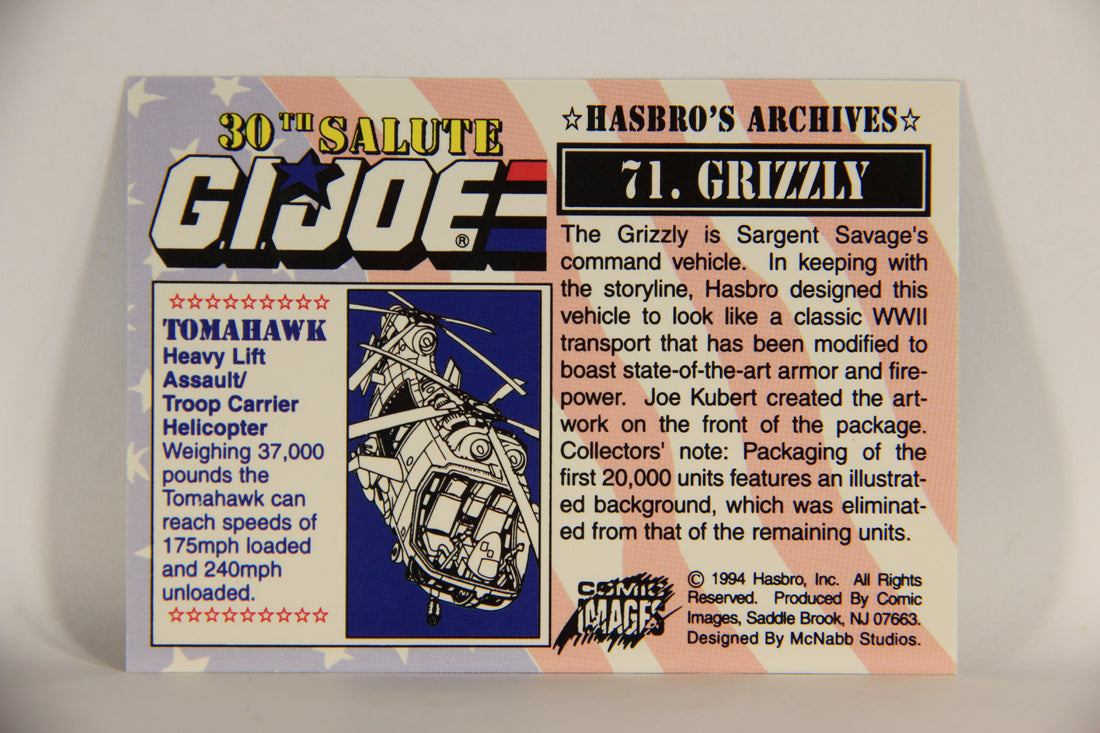 30TH SALUTE
G.I. JOE®
TOMAHAWK
Heavy Lift
Assault/
Troop Carrier
Helicopter
Weighing 37,000
pounds the
Tomahawk can
reach speeds of
175mph loaded
and 240mph
unloaded.
☆HASBRO'S ARCHIVES☆
71. GRIZZLY
The Grizzly is Sargent Savage's
command vehicle. In keeping with
the storyline, Hasbro designed this
vehicle to look like a classic WWII
transport that has been modified to
boast state-of-the-art armor and fire-
power. Joe Kubert created the art-
work on the front of the package.
Collectors' note: Packaging of the
first 20,000 units features an illustrat-
ed background, which was eliminat-
ed from that of the remaining units.
COMIC
IMAGES
© 1994 Hasbro, Inc. All Rights
Reserved. Produced By Comic
Images, Saddle Brook, NJ 07663.
Designed By McNabb Studios.